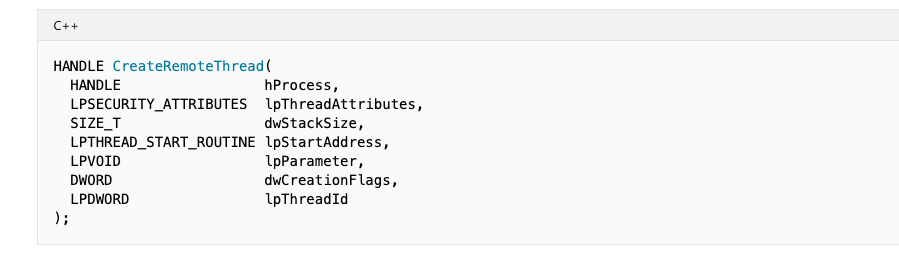 C++
HANDLE CreateRemoteThread(
  HANDLE                 hProcess,
  LPSECURITY_ATTRIBUTES  lpThreadAttributes,
  SIZE_T                 dwStackSize,
  LPTHREAD_START_ROUTINE lpStartAddress,
  LPVOID                 lpParameter,
  DWORD                  dwCreationFlags,
  LPDWORD                lpThreadId
);